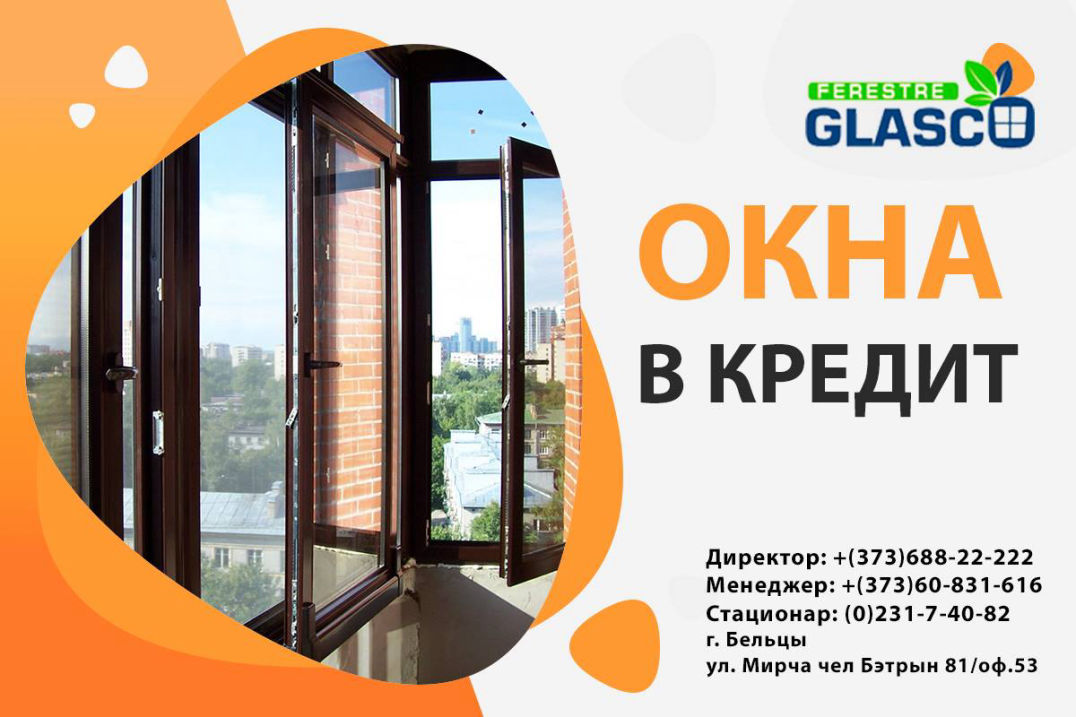 FERESTRE
GLASCO
ОКНА
В КРЕДИТ
Директор: +(373)688-22-222
Менеджер: +(373)60-831-616
Стационар: (0)231-7-40-82
г. Бельцы
ул. Мирча чел Бэтрын 81/оф.53